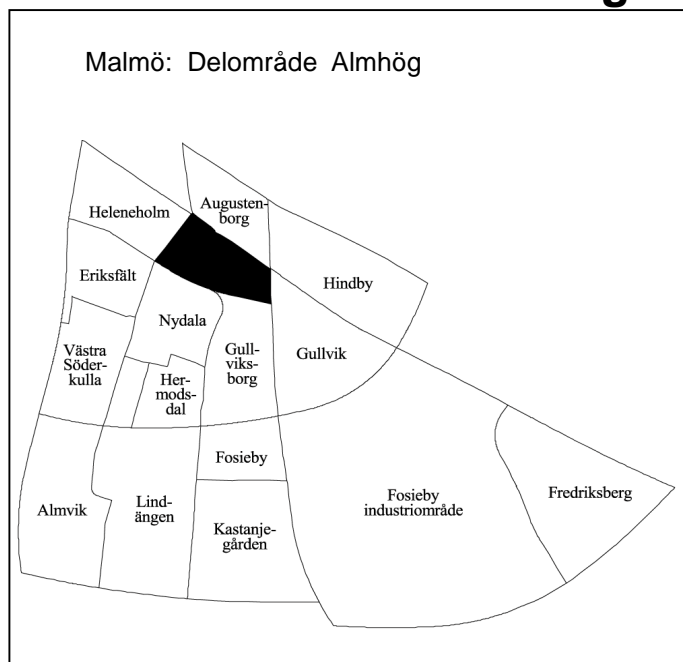 Malmö: Delområde Almhög
Augusten-
borg
Heleneholm
Eriksfält
Hindby
Nydala
Gullvik
Västra
Söder-
kulla
Gull-
viks-
borg
Her-
mods-
dal
Fosieby
Almvik
Lind-
ängen
Kastanje-
gården
Fosieby
industriområde
Fredriksberg